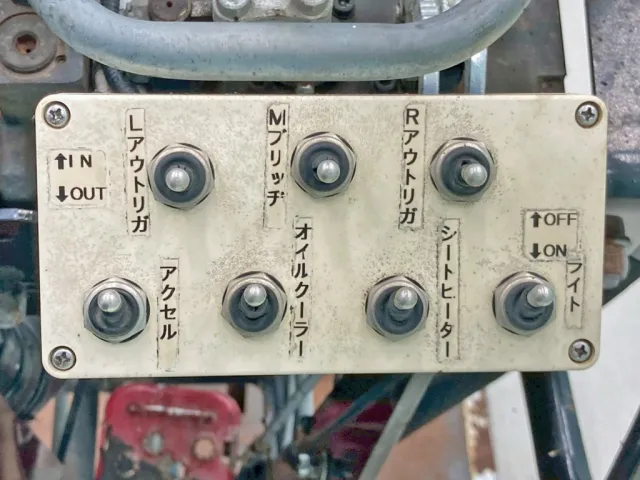 ↑IN
↓OUT
Lアウトリガ
Mブリッヂ
Rアウトリガ
↑OFF
↓ON
アクセル
オイルクーラー
シートヒーター
ライト